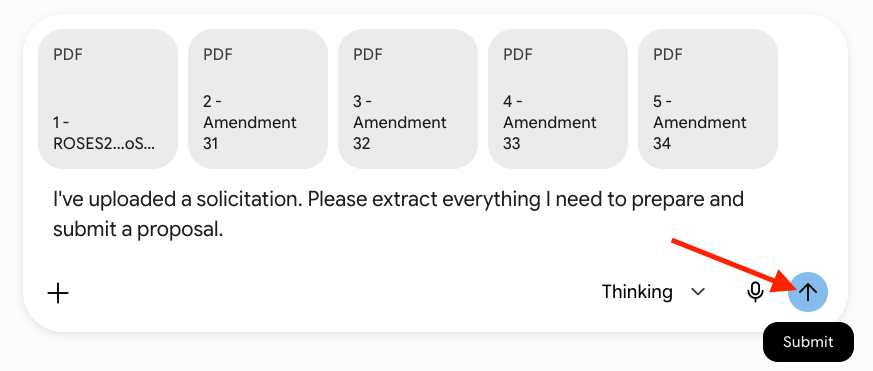 PDF
1 -
ROSES2...oS...
PDF
2 -
Amendment
31
PDF
3 -
Amendment
32
PDF
4 -
Amendment
33
PDF
5 -
Amendment
34
I've uploaded a solicitation. Please extract everything I need to prepare and
submit a proposal.
Thinking
Submit